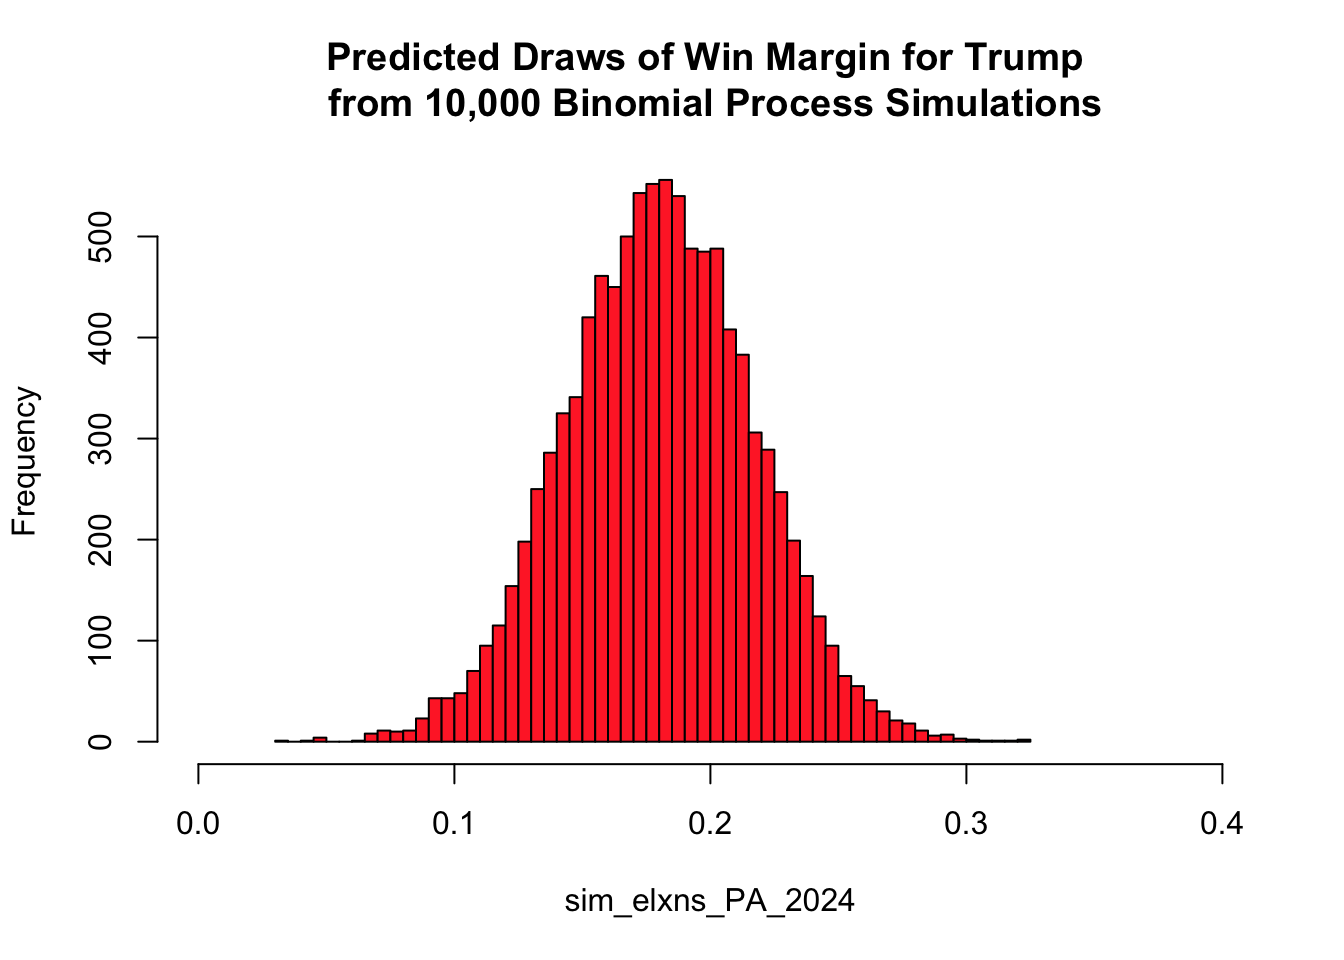 Predicted Draws of Win Margin for Trump
from 10,000 Binomial Process Simulations
Frequency
500
400
300
200
100
0
0.0 0.1 0.2 0.3 0.4
sim_elxns_PA_2024